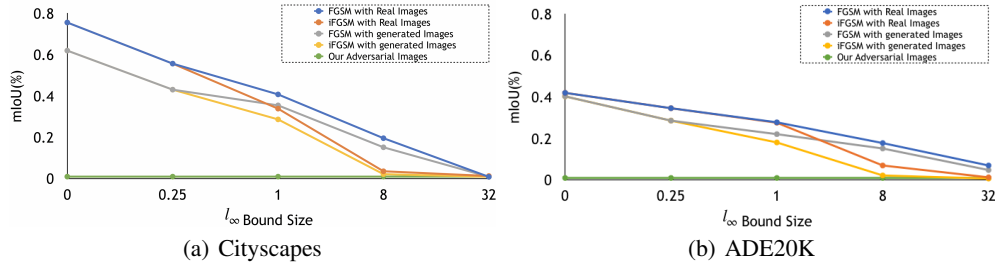 0.8
0.6
0.4
0.2
0
mIoU(%)
FGSM with Real Images
iFGSM with Real Images
FGSM with generated Images
iFGSM with generated Images
Our Adversarial Images
0 0.25 1 8 32
l∞ Bound Size
(a) Cityscapes
0.8
0.6
0.4
0.2
0
mIoU(%)
FGSM with Real Images
iFGSM with Real Images
FGSM with generated Images
iFGSM with generated Images
Our Adversarial Images
0 0.25 1 8 32
l∞ Bound Size
(b) ADE20K